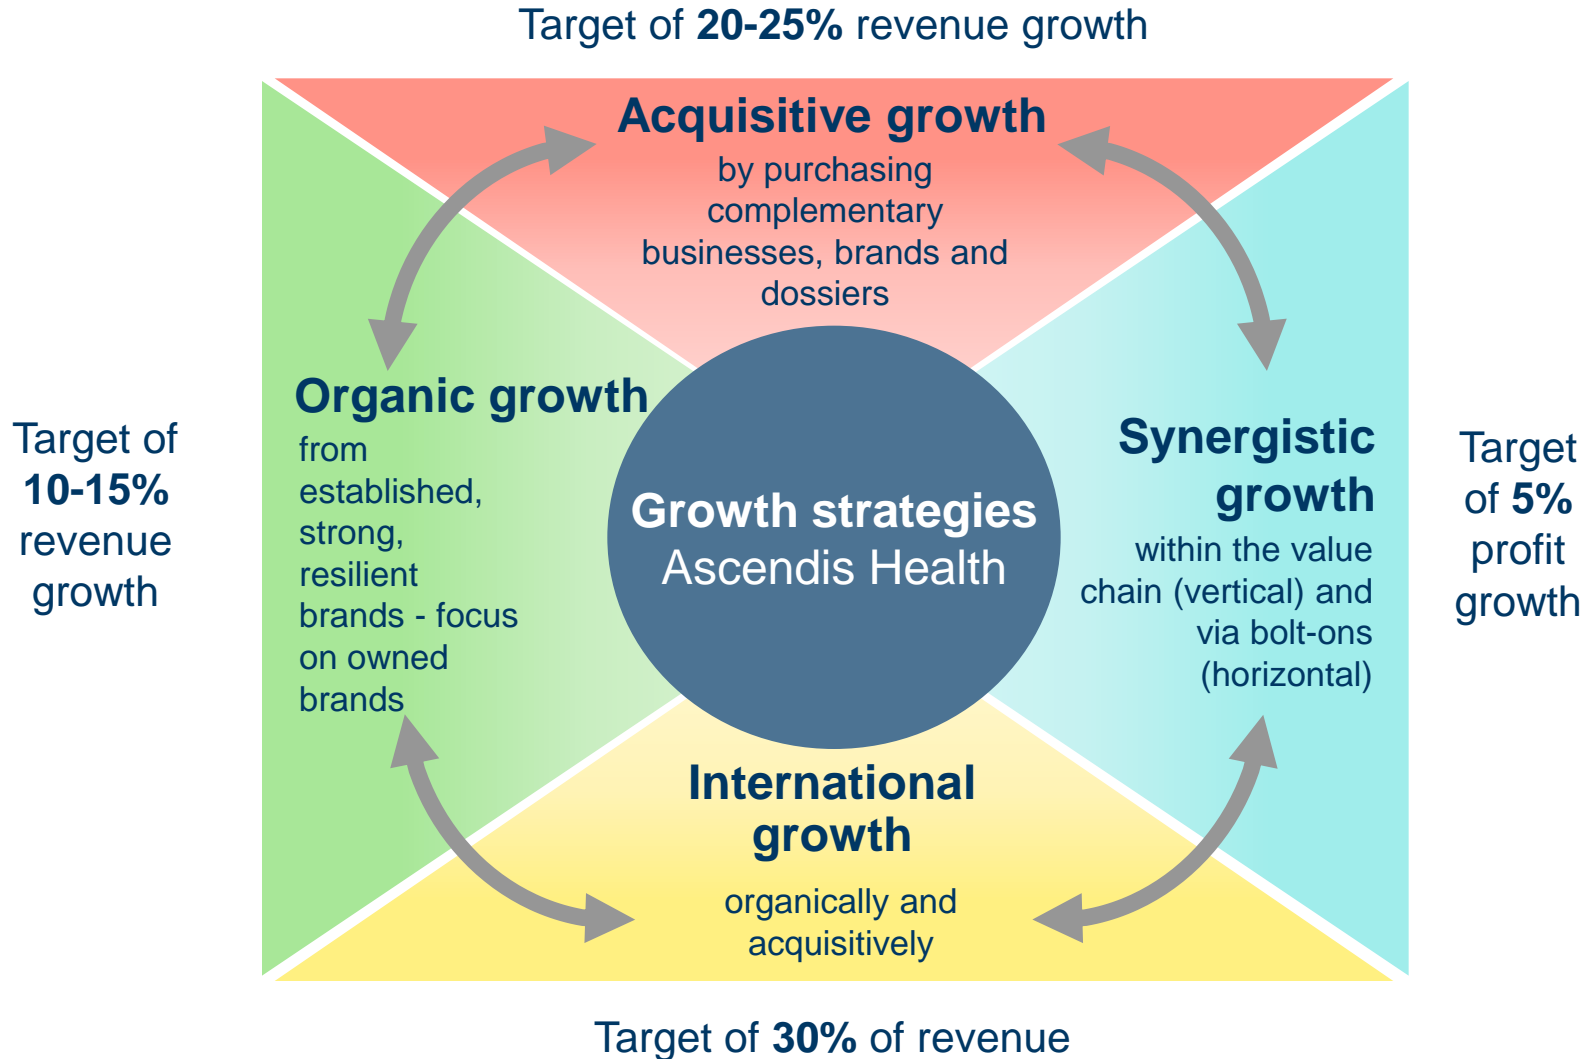 Target of 20-25% revenue growth
Acquisitive growth
by purchasing
complementary
businesses, brands and
dossiers
Organic growth
from
established,
strong,
resilient
brands - focus
on owned
brands
Target of
10-15%
revenue
growth
Growth strategies
Ascendis Health
Synergistic
growth
within the value
chain (vertical) and
via bolt-ons
(horizontal)
Target
of 5%
profit
growth
International
growth
organically and
acquisitively
Target of 30% of revenue